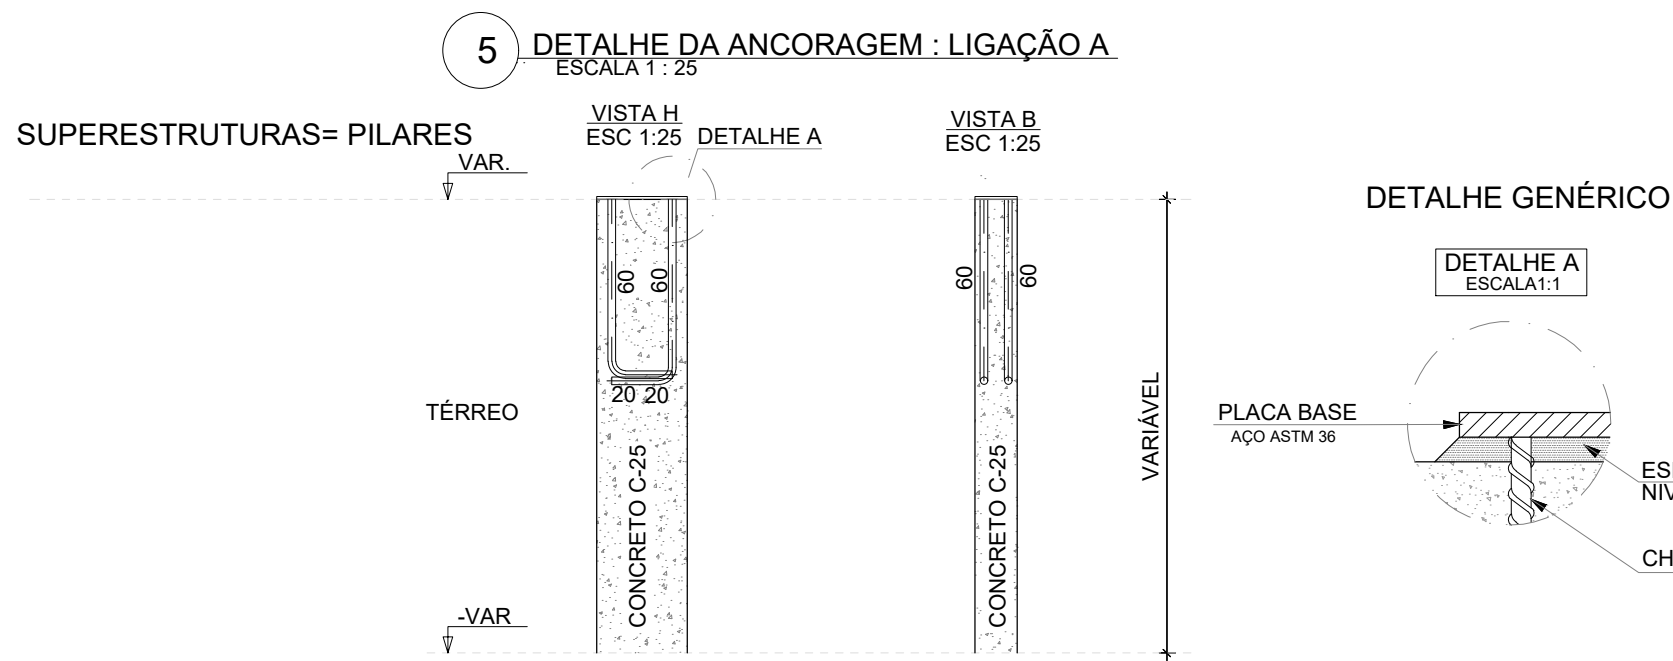 5
DETALHE DA ANCORAGEM : LIGAÇÃO A
ESCALA 1 : 25
SUPERESTRUTURAS= PILARES
VISTA H
ESC 1:25
DETALHE A
VISTA B
ESC 1:25
VAR.
DETALHE GENÉRICO
DETALHE A
ESCALA1:1
60
60
60
60
20 20
TÉRREO
VARIÁVEL
PLACA BASE
AÇO ASTM 36
CONCRETO C-25
CONCRETO C-25
-VAR